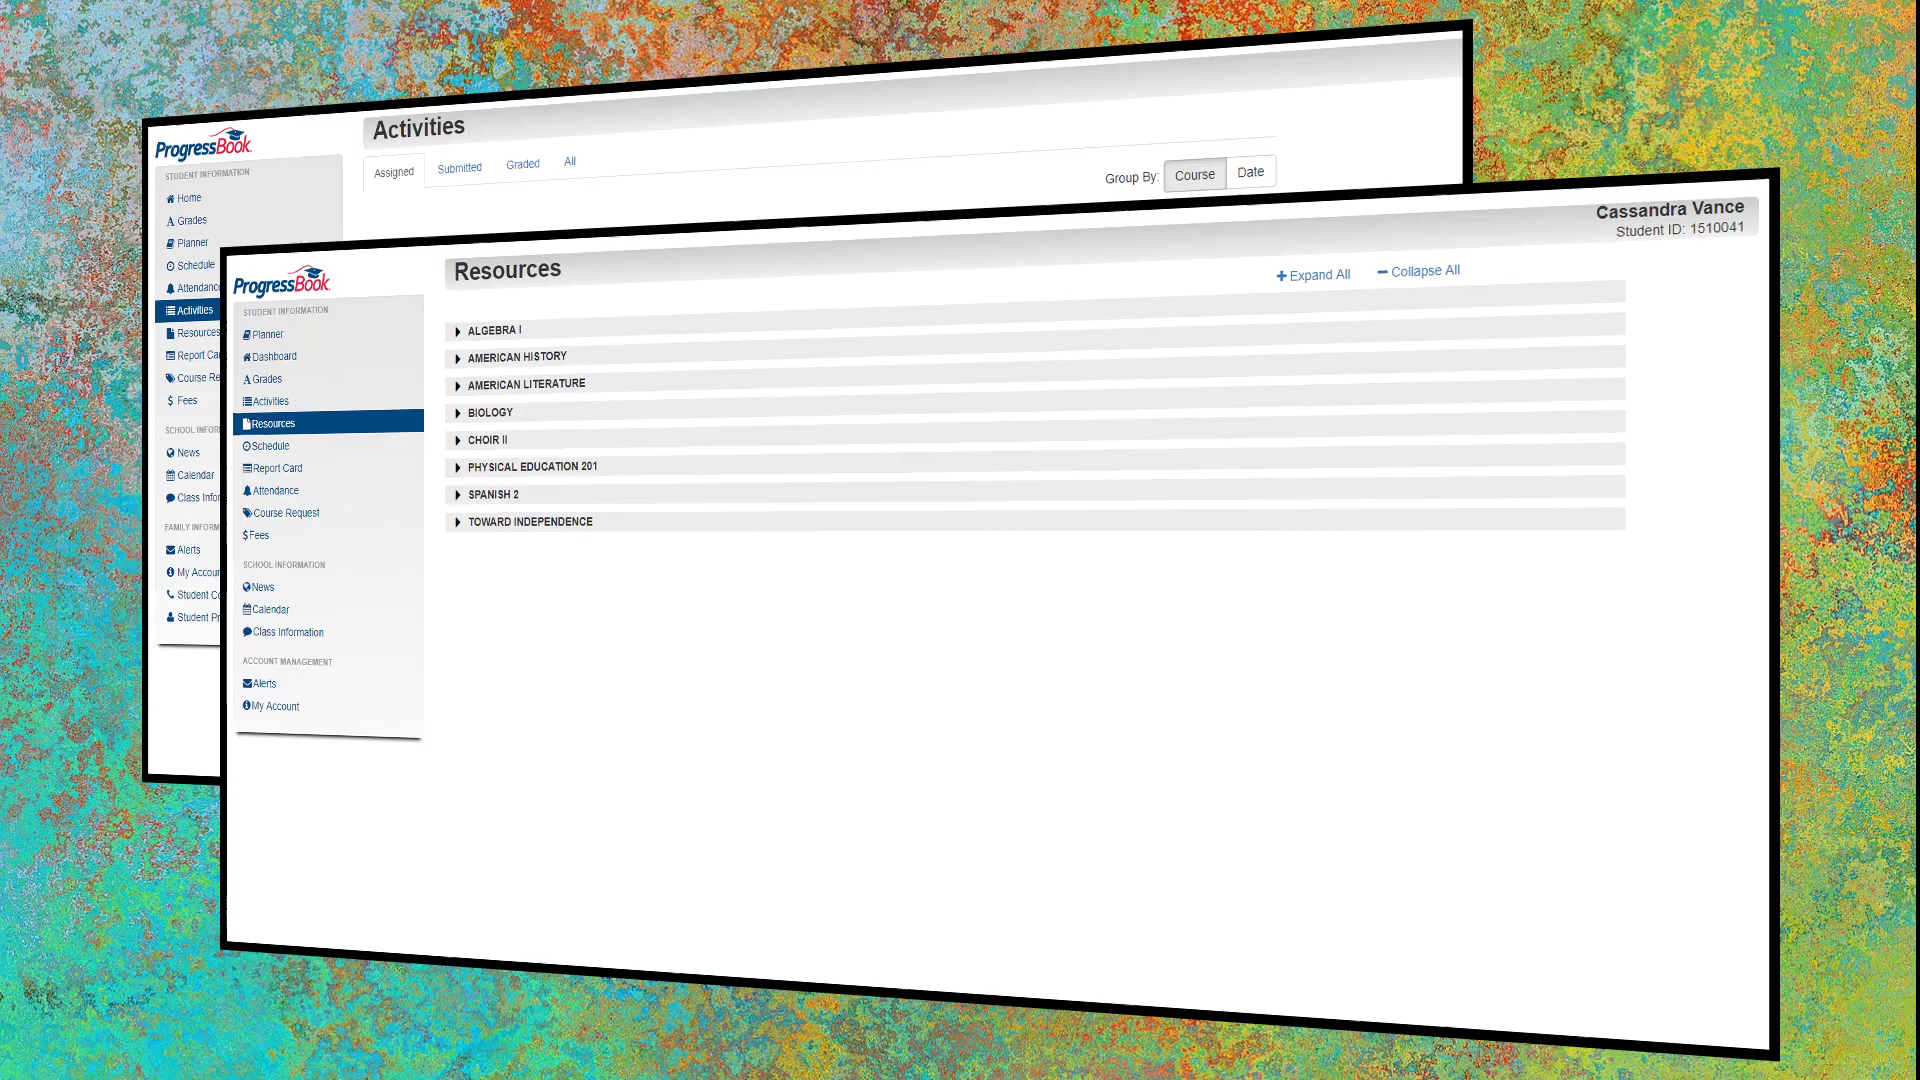 Activities
ProgressBook
Assigned
Submitted
Graded
All
Group By:
Course
Date
STUDENT INFORMATION
Home
Grades
Planner
Schedule
Activities
Resources
Fees
News
Calendar
Alerts
Student
Student
Cassandra Vance
Student ID: 1510041
ProgressBook
Resources
Expand All
Collapse All
STUDENT INFORMATION
Planner
Dashboard
Grades
Activities
Resources
Schedule
Report Card
Attendance
Course Request
$ Fees
SCHOOL INFORMATION
News
Calendar
Class Information
ACCOUNT MANAGEMENT
Alerts
My Account
ALGEBRA I
AMERICAN HISTORY
AMERICAN LITERATURE
BIOLOGY
CHOIR II
PHYSICAL EDUCATION 201
SPANISH 2
TOWARD INDEPENDENCE